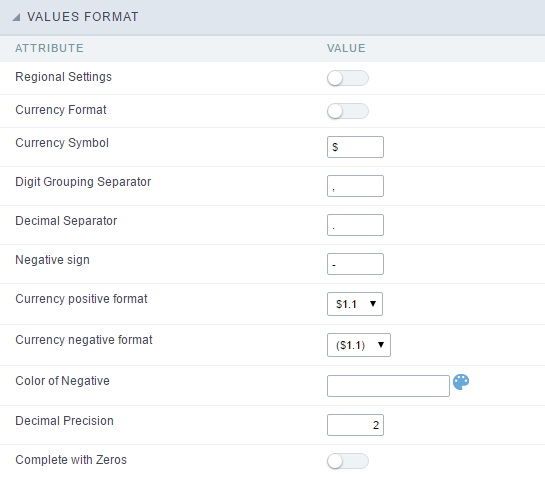 VALUES FORMAT
ATTRIBUTE VALUE
Regional Settings
Currency Format
Currency Symbol $
Digit Grouping Separator ,
Decimal Separator .
Negative sign -
Currency positive format $1.1
Currency negative format ($1.1)
Color of Negative
Decimal Precision 2
Complete with Zeros